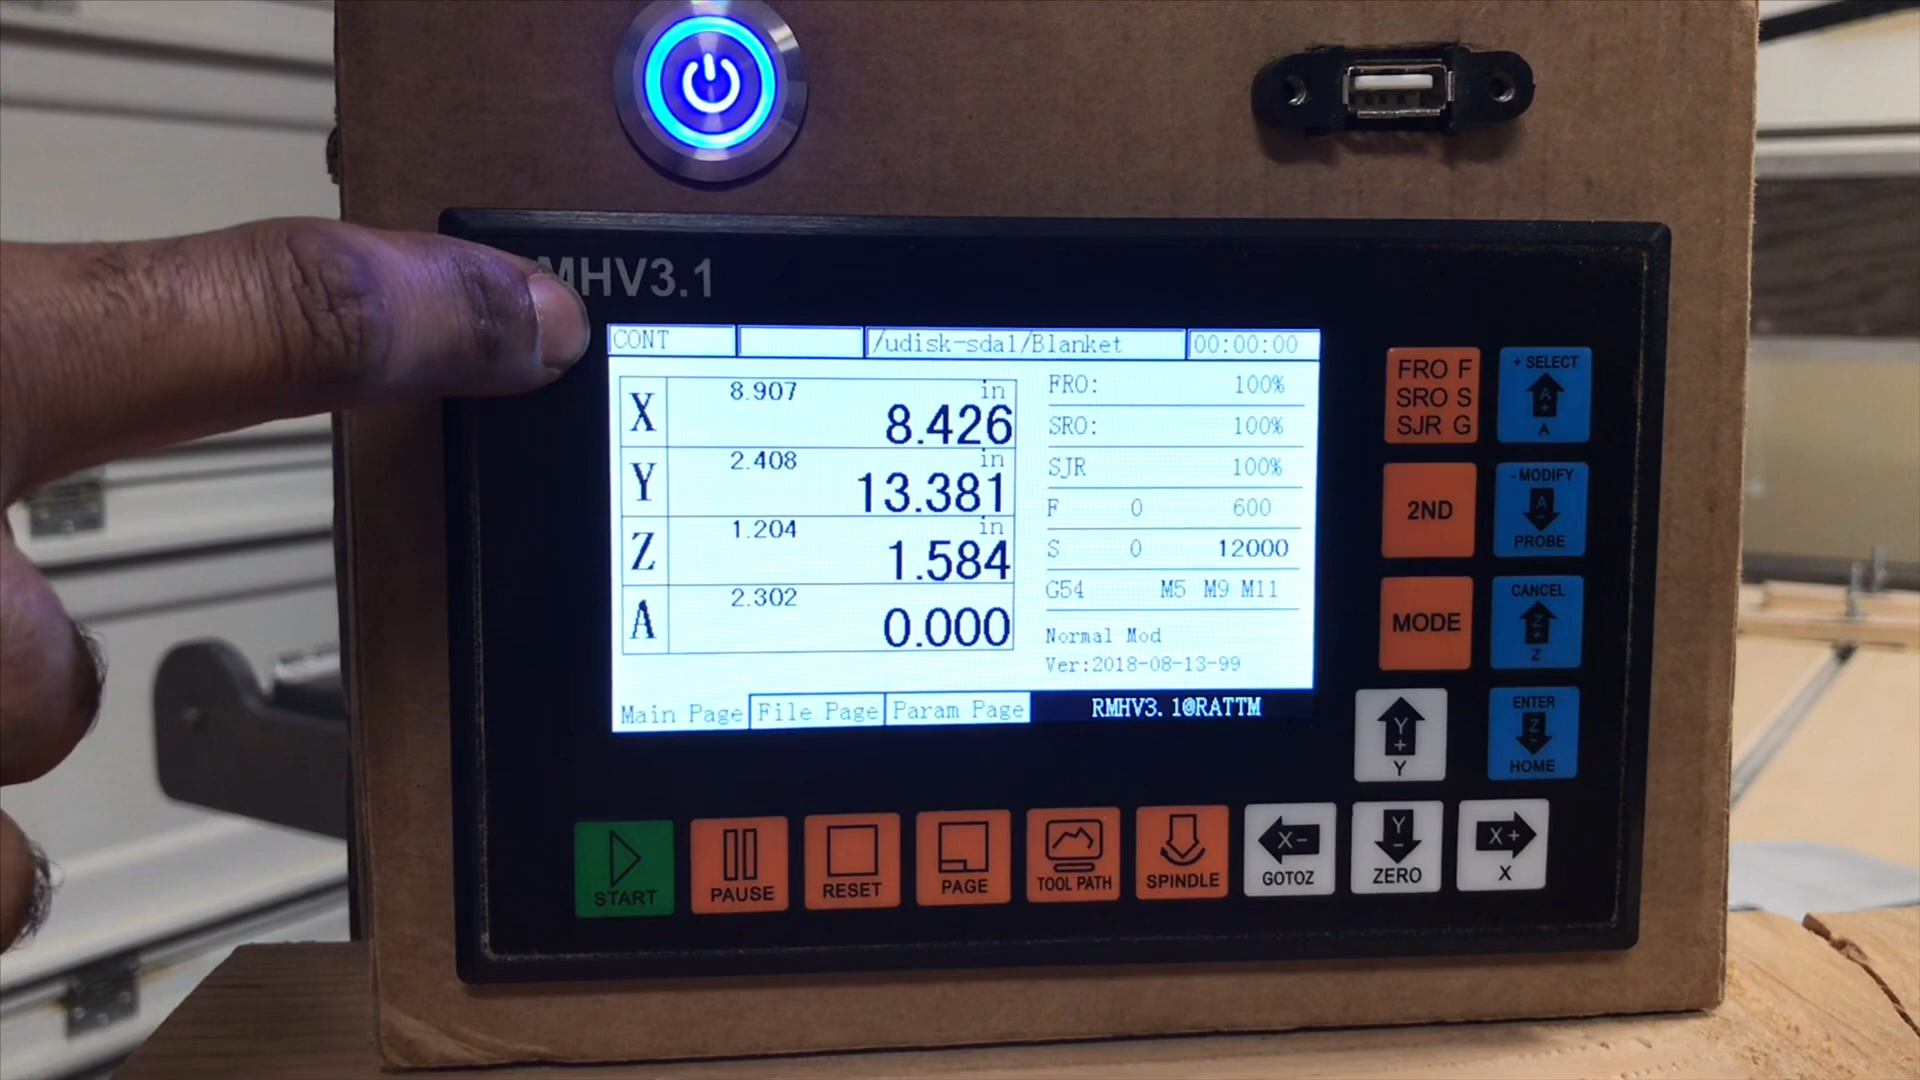 MHV3.1
CONT /udisk-sda1/Blanket 00:00:00
X 8.907 in 8.426
Y 2.408 in 13.381
Z 1.204 in 1.584
A 2.302 0.000
FRO: 100%
SRO: 100%
SJR 100%
F 0 600
S 0 12000
G54 M5 M9 M11
Normal Mod
Ver:2018-08-13-99
Main Page File Page Param Page RMHV3.1@RATTM
FRO F
SRO S
SJR G
+ SELECT
A+
A
2ND
- MODIFY
A-
PROBE
MODE
CANCEL
Z+
Z
Y+
Y
ENTER
Z-
HOME
START
PAUSE
RESET
PAGE
TOOL PATH
SPINDLE
X-
GOTOZ
Y-
ZERO
X+
X